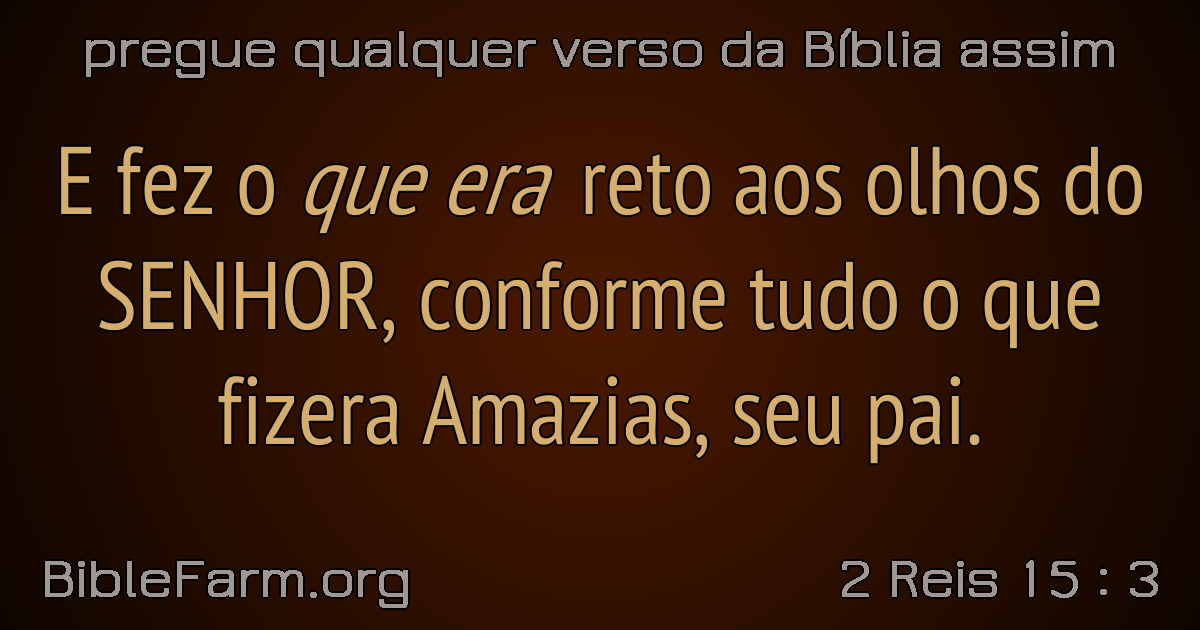 pregue qualquer verso da Bíblia assim
E fez o que era reto aos olhos do
SENHOR, conforme tudo o que
fizera Amazias, seu pai.
BibleFarm.org
2 Reis 15 : 3